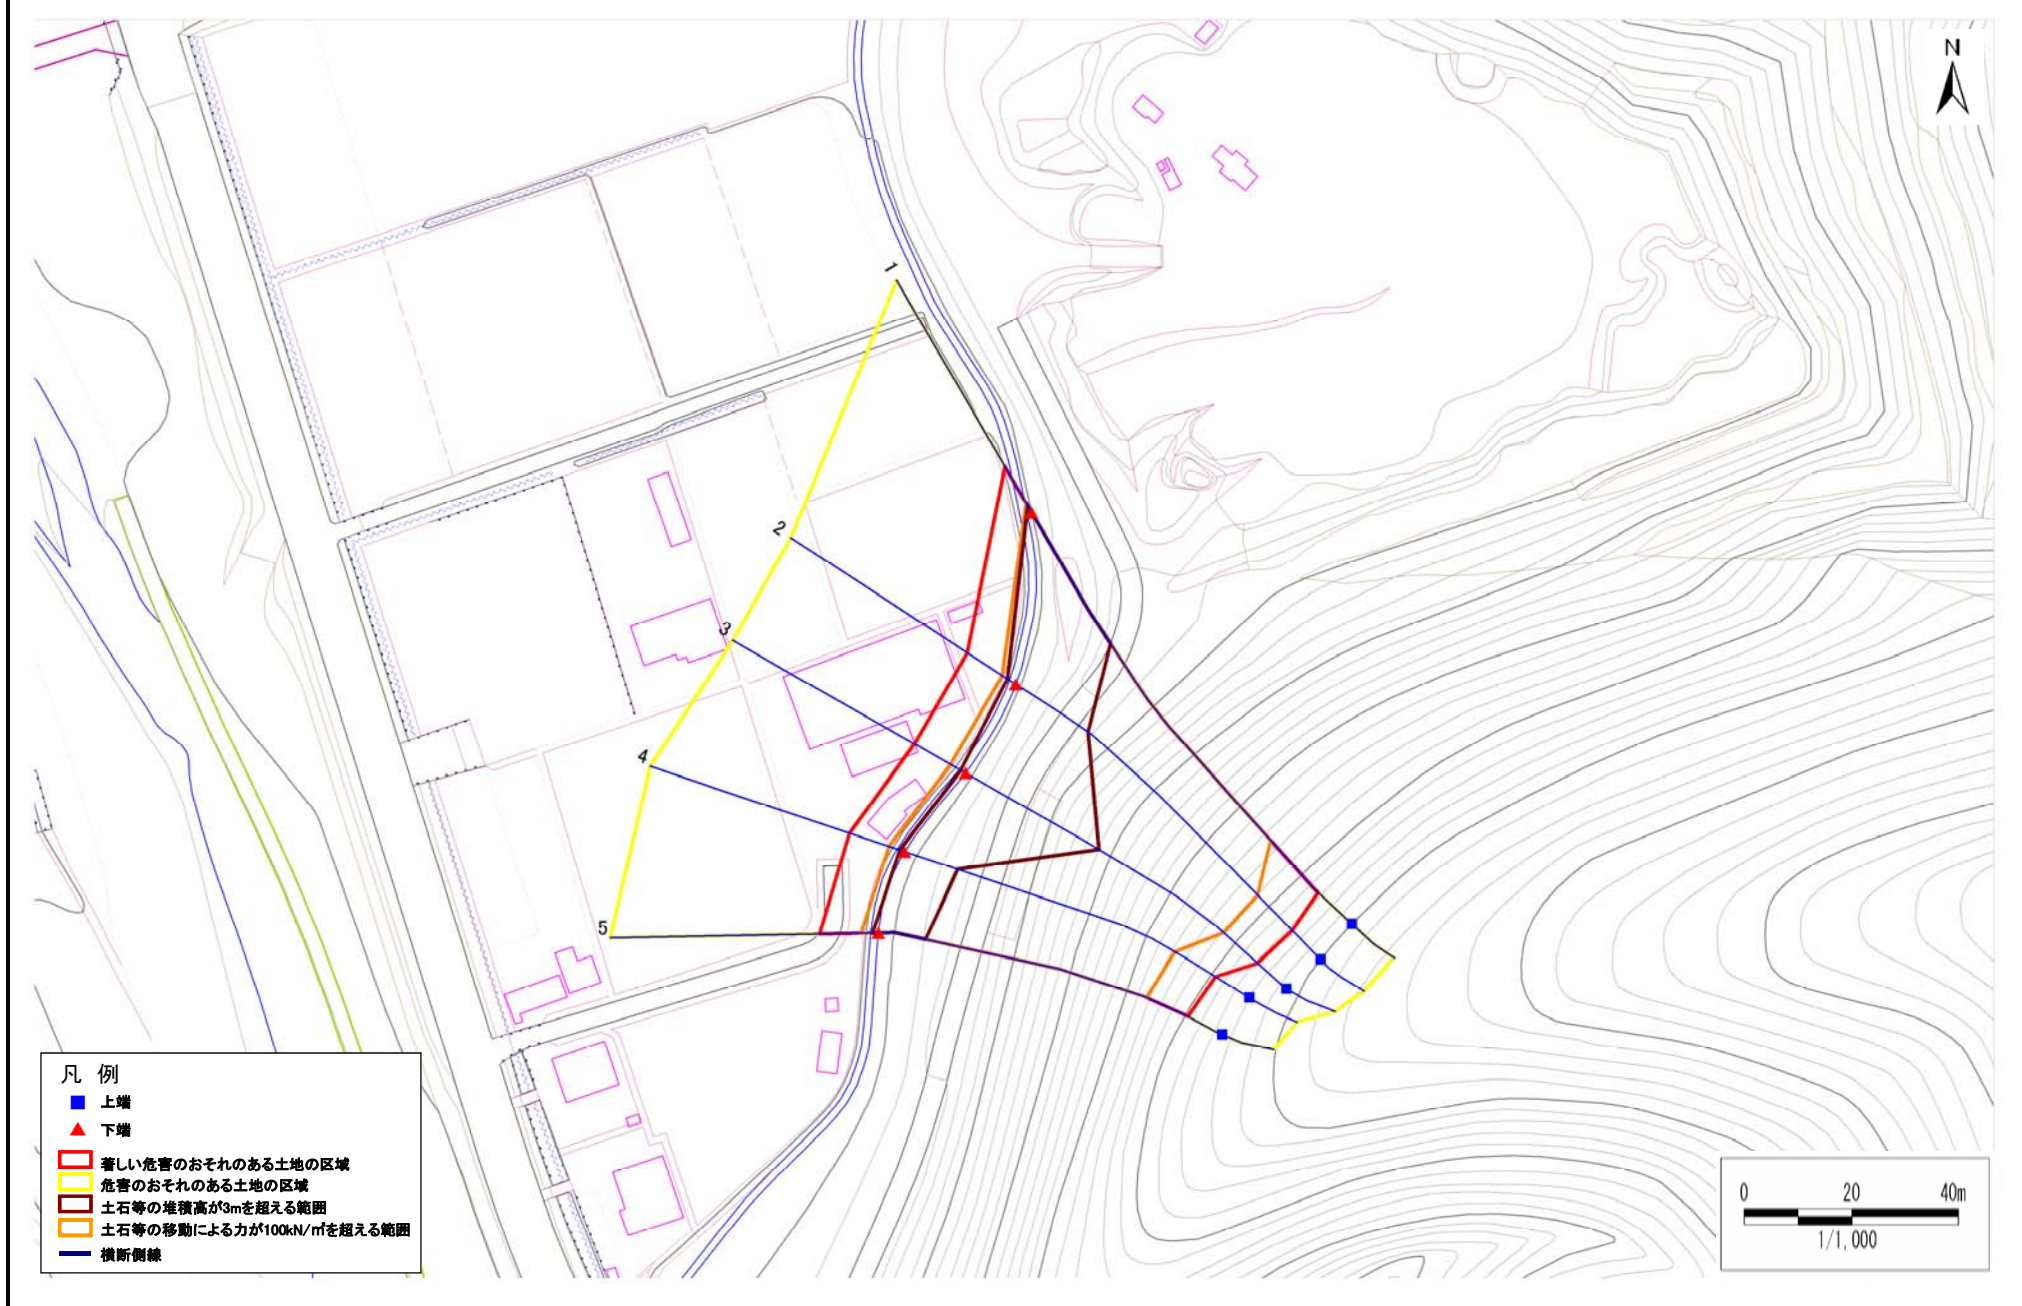 N
1
2
3
4
5
凡 例
上端
下端
著しい危害のおそれのある土地の区域
危害のおそれのある土地の区域
土石等の堆積高が3mを超える範囲
土石等の移動による力が100kN/㎡を超える範囲
横断側線
0 20 40m
1/1,000